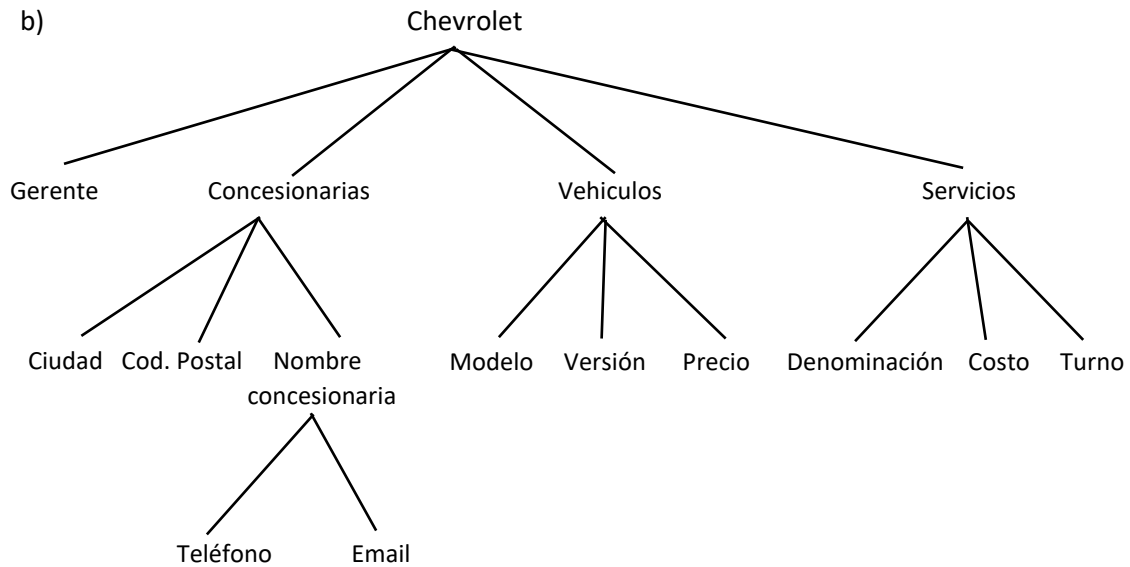 b)
Chevrolet
Gerente Concesionarias Vehiculos Servicios
Ciudad Cod. Postal Nombre Modelo Versión Precio Denominación Costo Turno
concesionaria
Teléfono Email